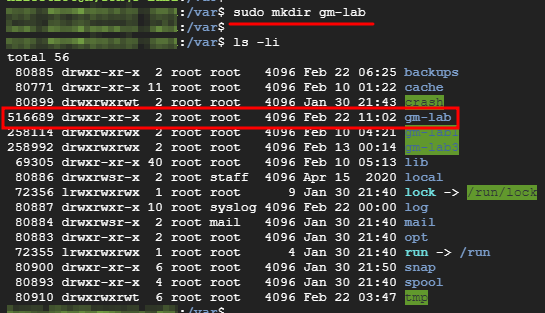 :/var$ sudo mkdir gm-lab
:/var$ ls -li
total 56
80885 drwxr-xr-x 2 root root 4096 Feb 22 06:25 backups
80771 drwxr-xr-x 11 root root 4096 Feb 10 01:22 cache
80899 drwxrwxrwt 2 root root 4096 Jan 30 21:43 crash
516689 drwxr-xr-x 2 root root 4096 Feb 22 11:02 gm-lab
258114 drwxrwxrwx 2 root root 4096 Feb 10 04:21 gm-lab1
258992 drwxrwxrwx 2 root root 4096 Feb 13 00:14 gm-lab3
69305 drwxr-xr-x 40 root root 4096 Feb 10 05:13 lib
80886 drwxrwsr-x 2 root staff 4096 Apr 15 2020 local
72356 lrwxrwxrwx 1 root root 9 Jan 30 21:40 lock -> /run/lock
80887 drwxrwxr-x 10 root syslog 4096 Feb 22 00:00 log
80884 drwxrwsr-x 2 root mail 4096 Jan 30 21:40 mail
80883 drwxr-xr-x 2 root root 4096 Jan 30 21:40 opt
72355 lrwxrwxrwx 1 root root 4 Jan 30 21:40 run -> /run
80900 drwxr-xr-x 6 root root 4096 Jan 30 21:50 snap
80893 drwxr-xr-x 4 root root 4096 Jan 30 21:40 spool
80910 drwxrwxrwt 6 root root 4096 Feb 22 03:47 tmp
:/var$